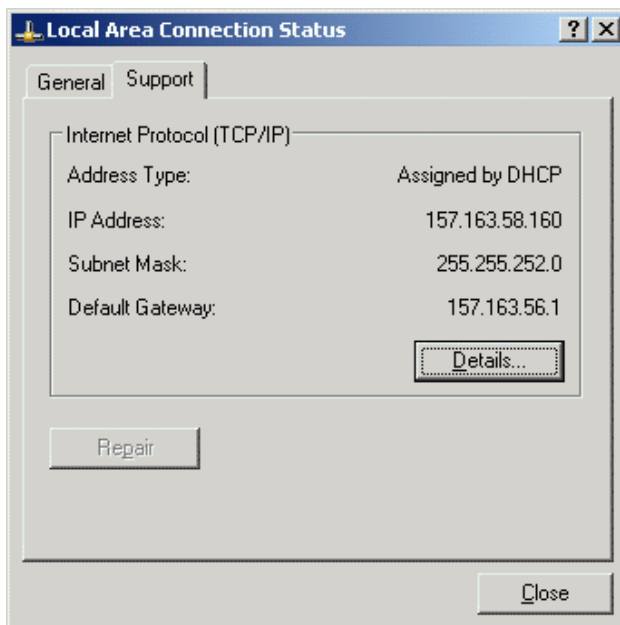 Local Area Connection Status
General Support
Internet Protocol (TCP/IP)
Address Type: Assigned by DHCP
IP Address: 157.163.58.160
Subnet Mask: 255.255.252.0
Default Gateway: 157.163.56.1
Details...
Repair
Close